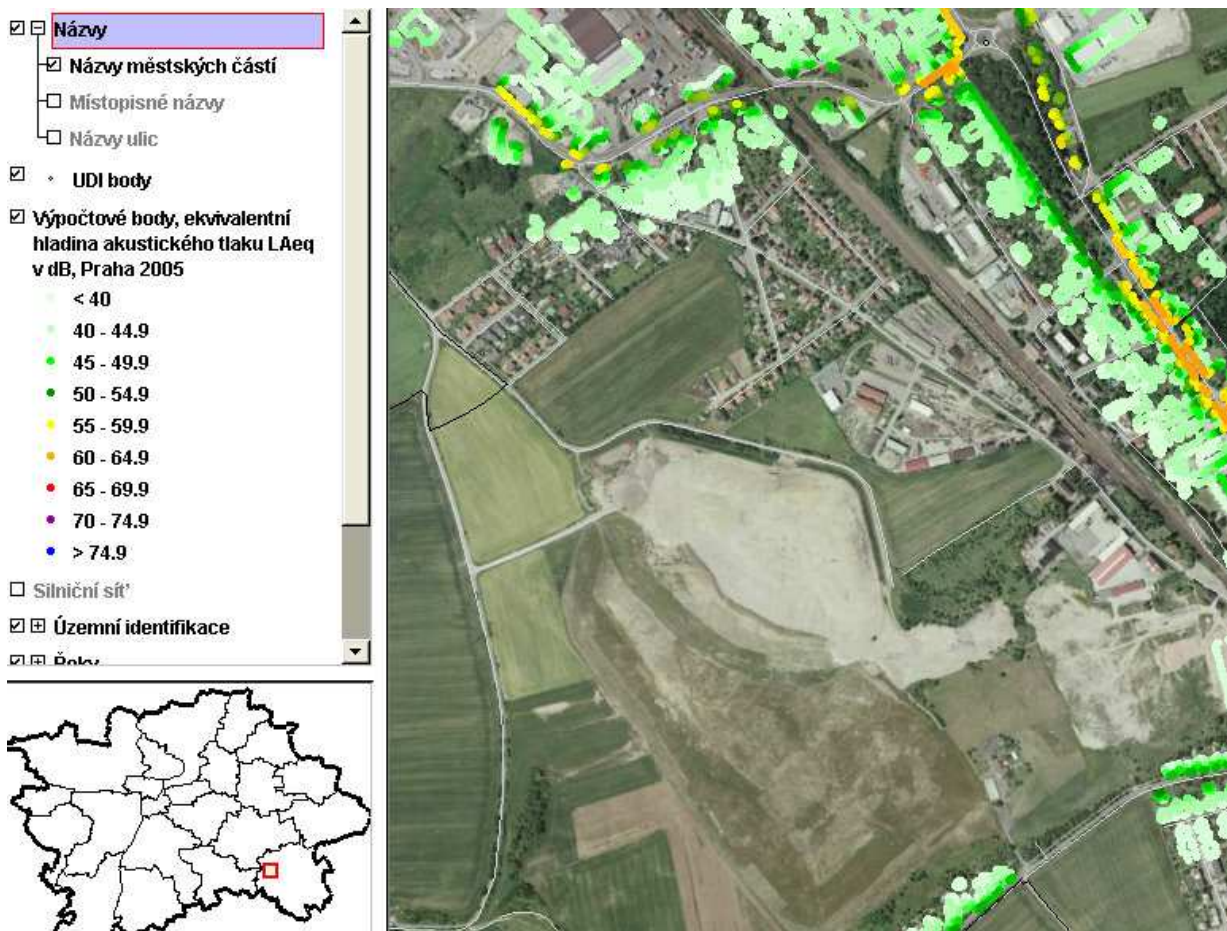 Názvy
Názvy městských částí
Místopisné názvy
Názvy ulic
UDI body
Výpočtové body, ekvivalentní
hladina akustického tlaku LAeq
v dB, Praha 2005
< 40
40 - 44.9
45 - 49.9
50 - 54.9
55 - 59.9
60 - 64.9
65 - 69.9
70 - 74.9
> 74.9
Silniční síť'
Územní identifikace
Řeky